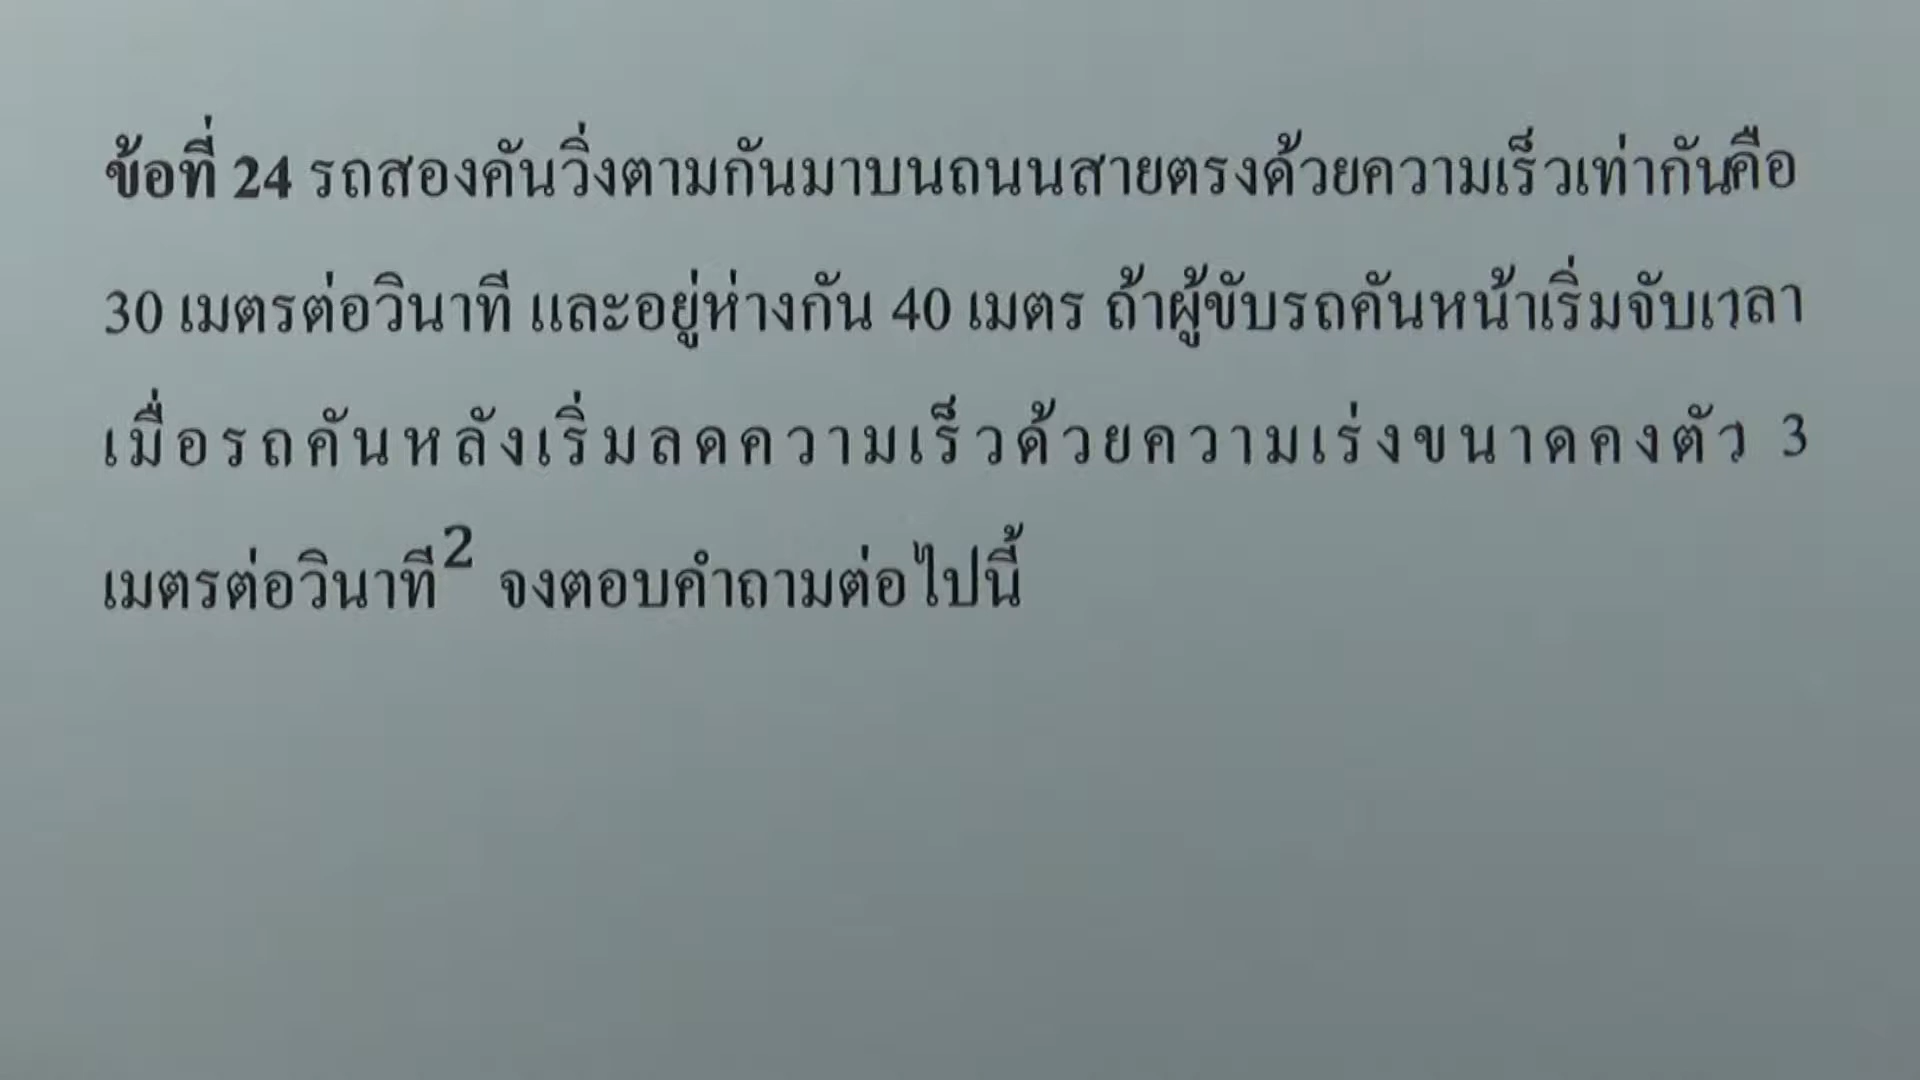 ข้อที่ 24 รถสองคันวิ่งตามกันมาบนถนนสายตรงด้วยความเร็วเท่ากันคือ
30 เมตรต่อวินาที และอยู่ห่างกัน 40 เมตร ถ้าผู้ขับรถคันหน้าเริ่มจับเวลา
เมื่อรถคันหลังเริ่มลดความเร็วด้วยความเร่งขนาดคงตัว 3
เมตรต่อวินาที² จงตอบคำถามต่อไปนี้